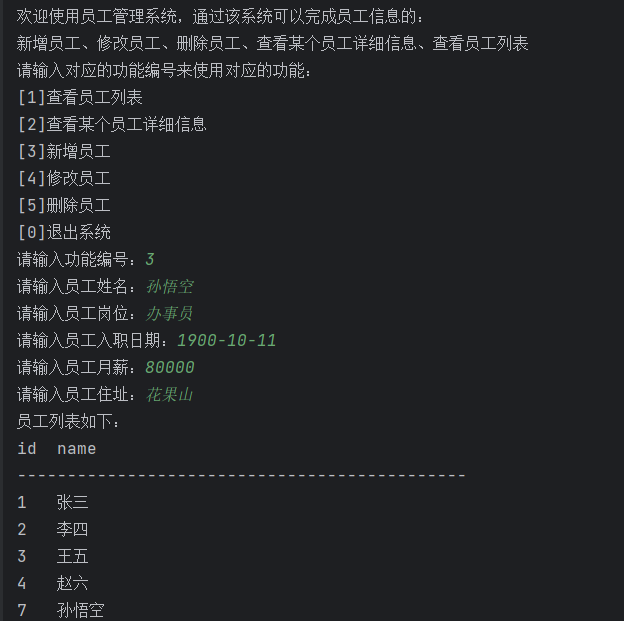 欢迎使用员工管理系统，通过该系统可以完成员工信息的：
新增员工、修改员工、删除员工、查看某个员工详细信息、查看员工列表
请输入对应的功能编号来使用对应的功能：
[1]查看员工列表
[2]查看某个员工详细信息
[3]新增员工
[4]修改员工
[5]删除员工
[0]退出系统
请输入功能编号：3
请输入员工姓名：孙悟空
请输入员工岗位：办事员
请输入员工入职日期：1900-10-11
请输入员工月薪：80000
请输入员工住址：花果山
员工列表如下：
id  name
---------------------------------------------
1   张三
2   李四
3   王五
4   赵六
7   孙悟空